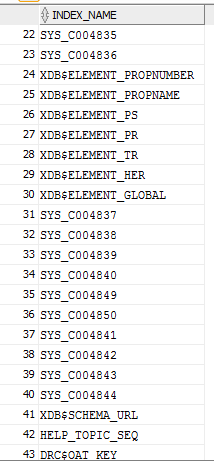 INDEX_NAME
22 SYS_C004835
23 SYS_C004836
24 XDB$ELEMENT_PROPNUMBER
25 XDB$ELEMENT_PROPNAME
26 XDB$ELEMENT_PS
27 XDB$ELEMENT_PR
28 XDB$ELEMENT_TR
29 XDB$ELEMENT_HER
30 XDB$ELEMENT_GLOBAL
31 SYS_C004837
32 SYS_C004838
33 SYS_C004839
34 SYS_C004840
35 SYS_C004849
36 SYS_C004850
37 SYS_C004841
38 SYS_C004842
39 SYS_C004843
40 SYS_C004844
41 XDB$SCHEMA_URL
42 HELP_TOPIC_SEQ
43 DRC$OAT_KEY